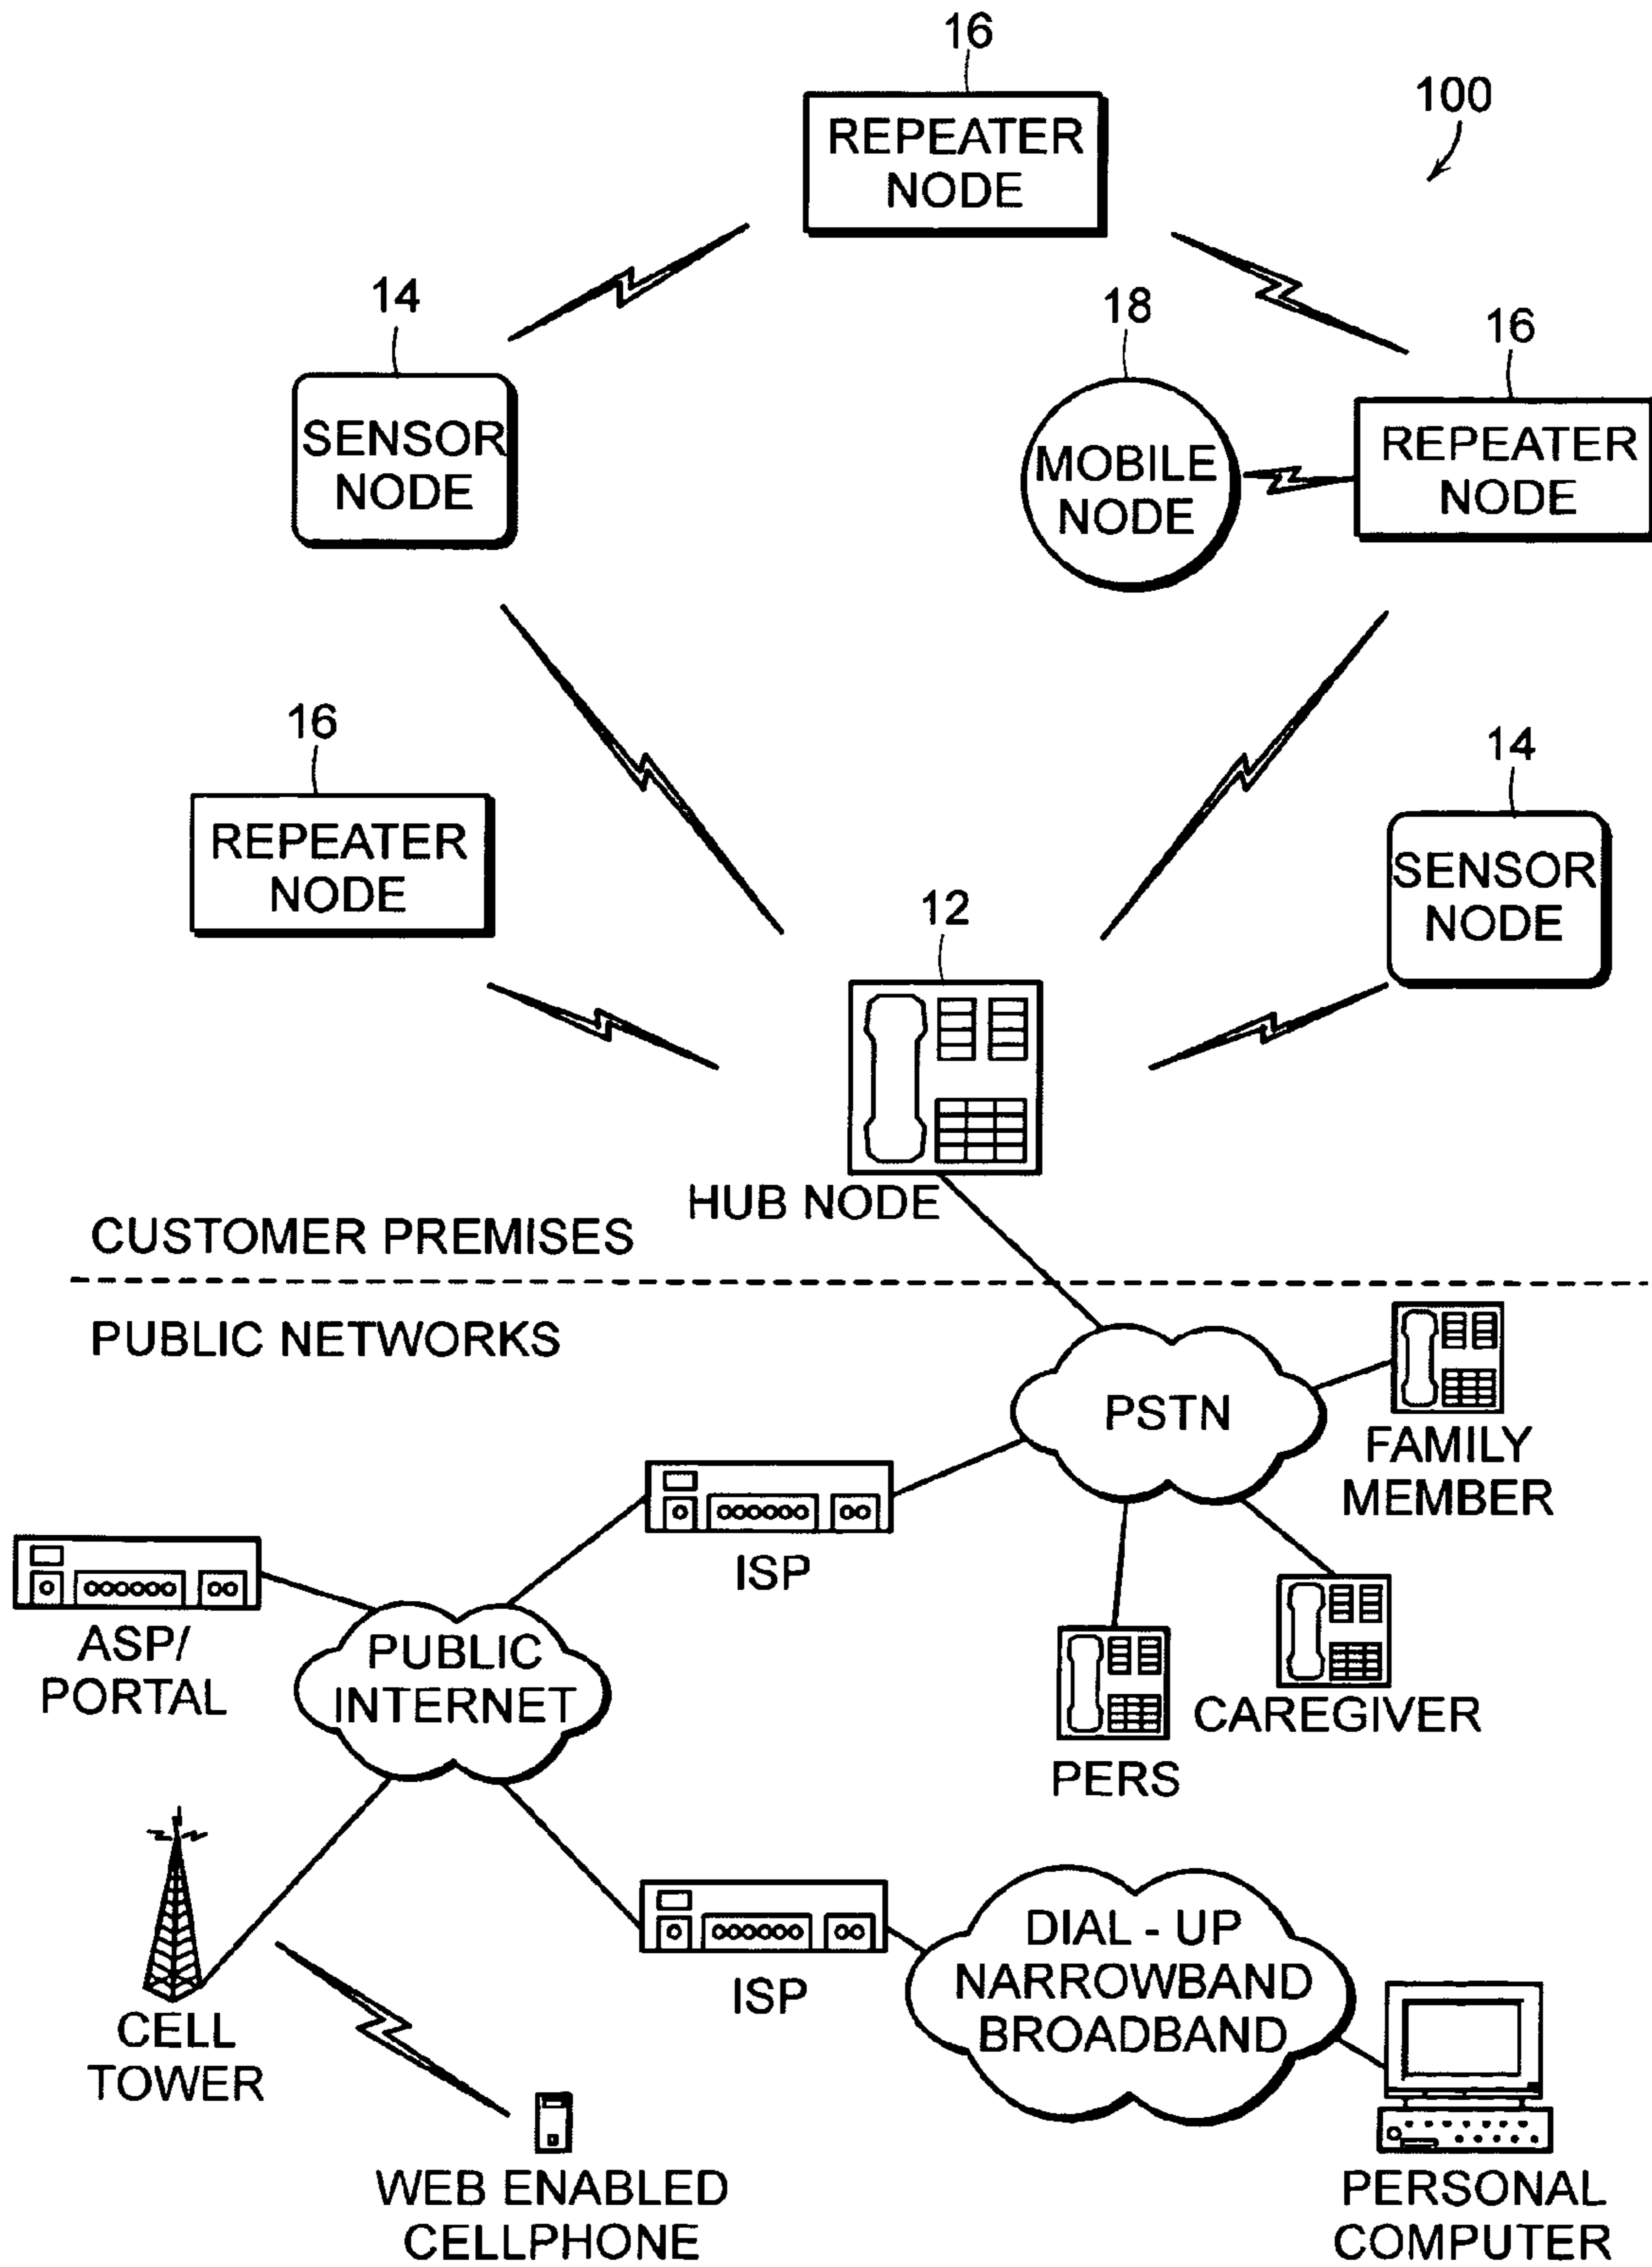 16
100
REPEATER
NODE
14
18
16
SENSOR
NODE
MOBILE
NODE
REPEATER
NODE
16
14
REPEATER
NODE
12
SENSOR
NODE
HUB NODE
CUSTOMER PREMISES
PUBLIC NETWORKS
PSTN
FAMILY
MEMBER
ISP
ASP/
PORTAL
PUBLIC
INTERNET
CAREGIVER
PERS
DIAL - UP
NARROWBAND
BROADBAND
ISP
CELL
TOWER
WEB ENABLED
CELLPHONE
PERSONAL
COMPUTER